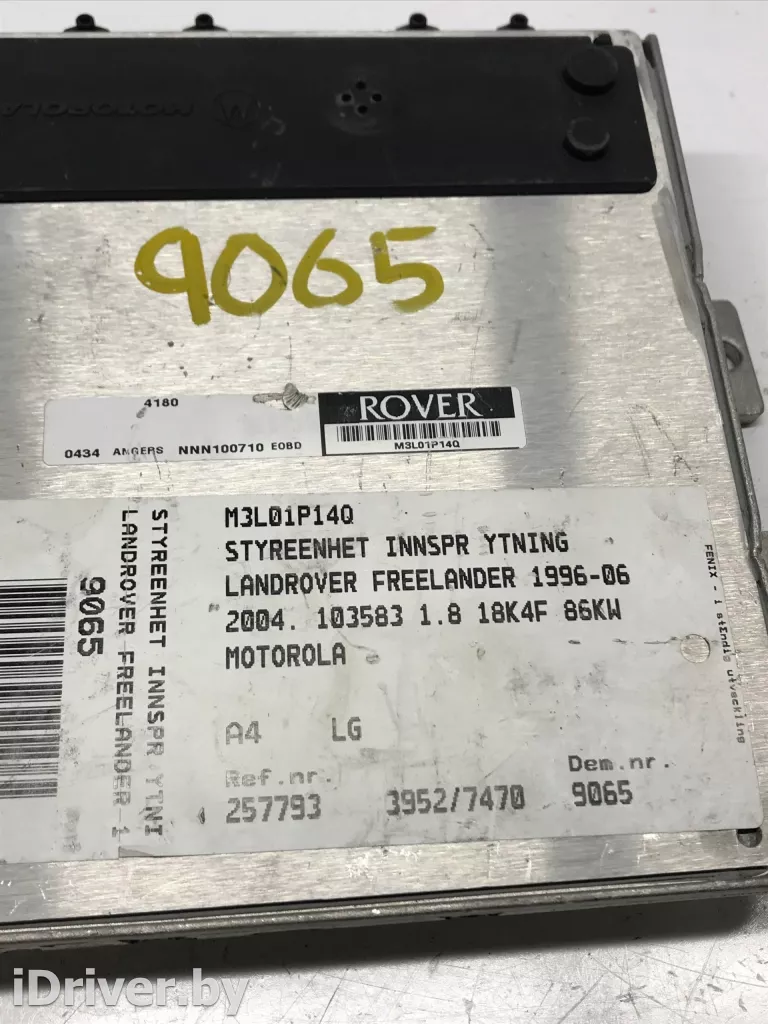 MOTOROLA
9065
4180
ROVER
0434 ANGERS NNN100710 EOBD
M3L01P14Q
M3L01P14Q
STYREENHET INNSPR YTNING
LANDROVER FREELANDER 1996-06
2004. 103583 1.8 18K4F 86KW
MOTOROLA
A4 LG
Ref.nr. Dem.nr.
257793 3952/7470 9065
STYREENHET INNSPR YTNI
LANDROVER FREELANDER 1
9065
FENIX - i stendig utveckling
iDriver.by